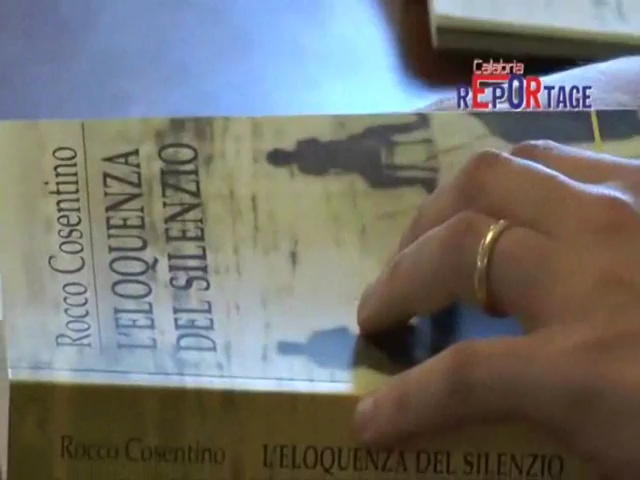 Calabria
REPORTAGE
Rocco Cosentino
L'ELOQUENZA
DEL SILENZIO
Rocco Cosentino L'ELOQUENZA DEL SILENZIO